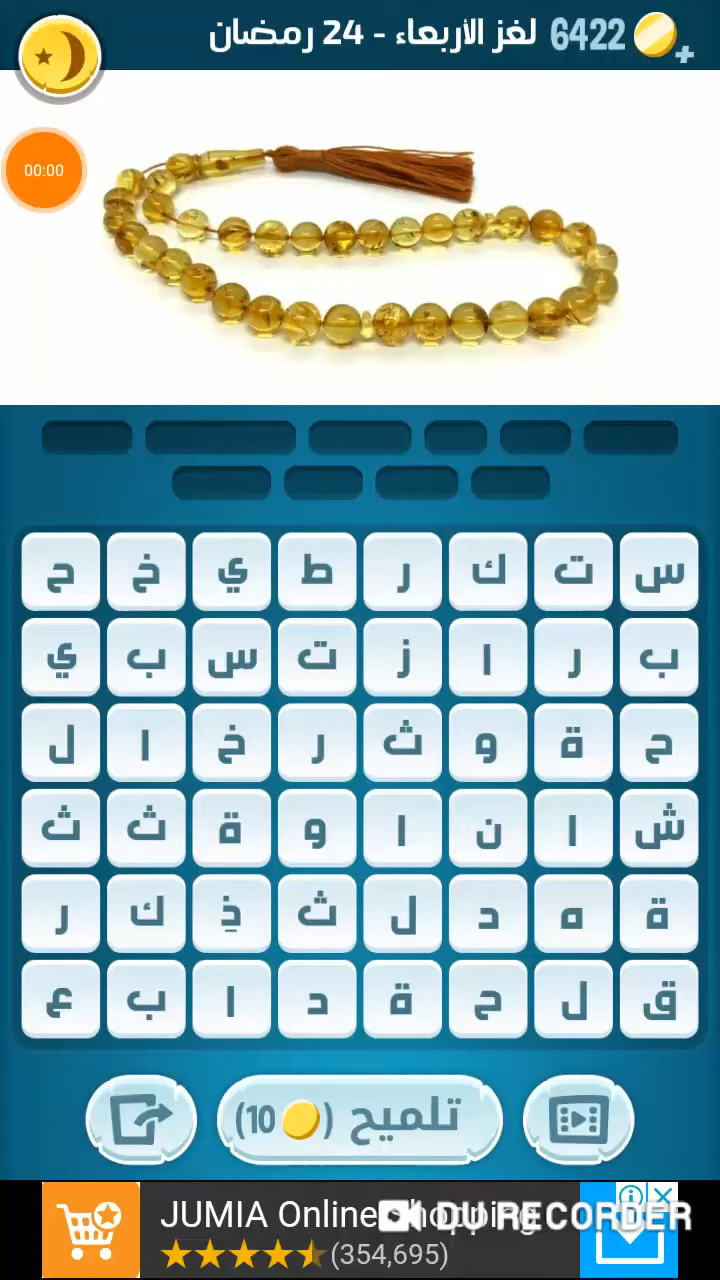 6422 لغز الأربعاء - 24 رمضان
00:00
س ت ك ر ط ي خ ح
ب ر ا ز ت س ب ي
ح ة و ث ر خ ا ل
ش ا ن ا و ة ث ث
ة ه د ل ث ذِ ك ر
ق ل ح ة د ا ب ع
تلميح (10)
JUMIA Online Shopping
DU RECORDER
(354,695)